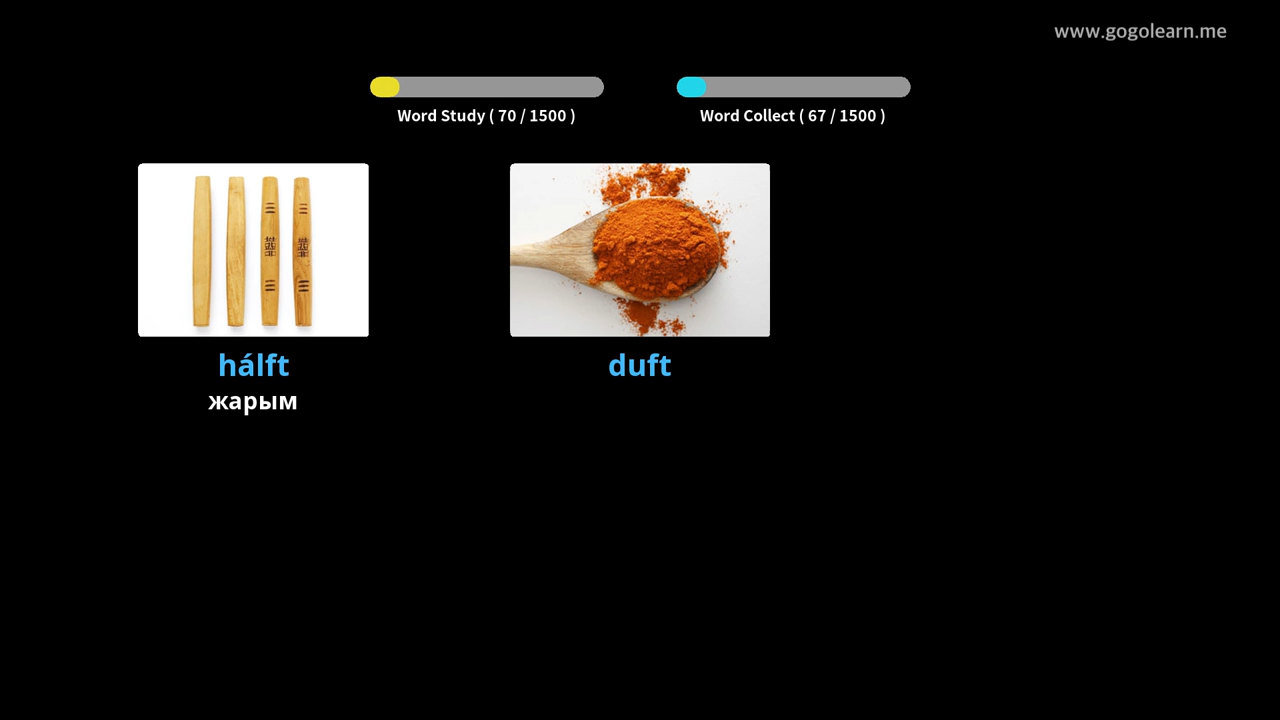 www.gogolearn.me
Word Study ( 70 / 1500 )
Word Collect ( 67 / 1500 )
hálft
жарым
duft